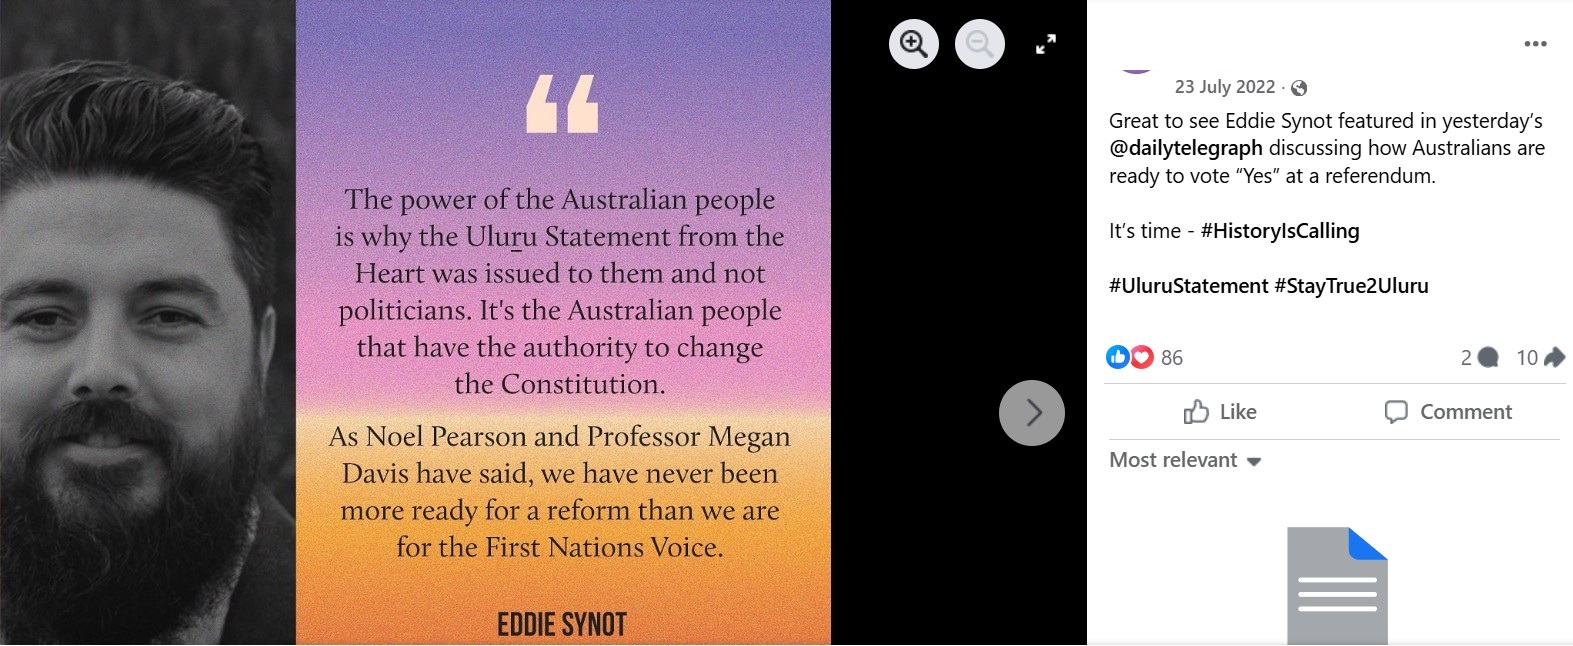 “
The power of the Australian people
is why the Uluṟu Statement from the
Heart was issued to them and not
politicians. It's the Australian people
that have the authority to change
the Constitution.
As Noel Pearson and Professor Megan
Davis have said, we have never been
more ready for a reform than we are
for the First Nations Voice.
EDDIE SYNOT
23 July 2022 ·
Great to see Eddie Synot featured in yesterday’s
@dailytelegraph discussing how Australians are
ready to vote “Yes” at a referendum.
It’s time - #HistoryIsCalling
#UluruStatement #StayTrue2Uluru
86 2 10
Like Comment
Most relevant